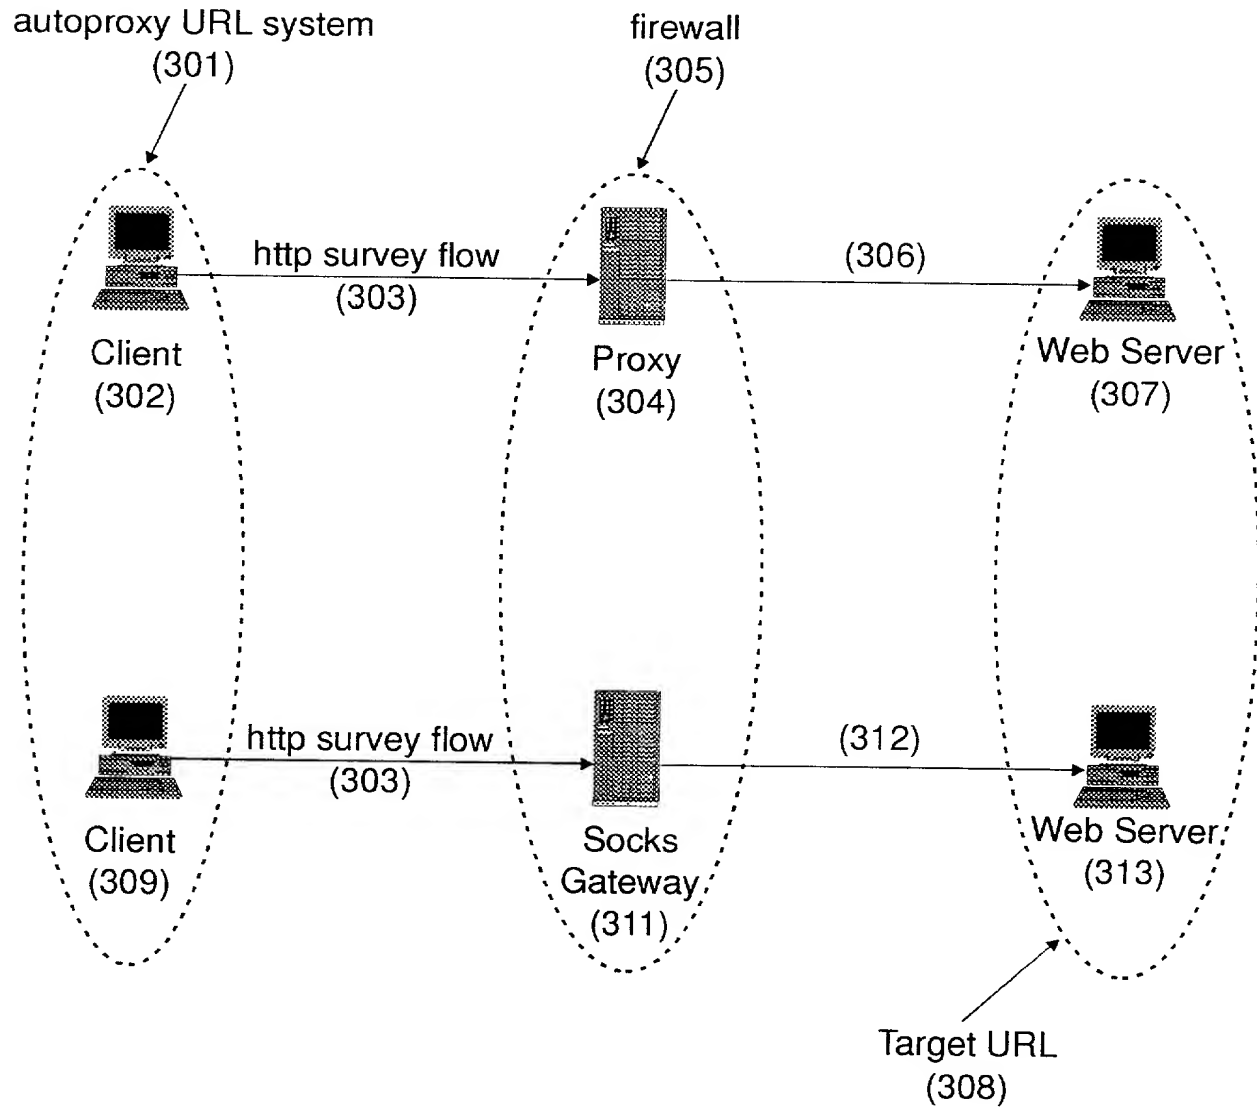 autoproxy URL system
(301)
firewall
(305)
http survey flow
(303)
(306)
Client
(302)
Proxy
(304)
Web Server
(307)
http survey flow
(303)
(312)
Client
(309)
Socks
Gateway
(311)
Web Server
(313)
Target URL
(308)